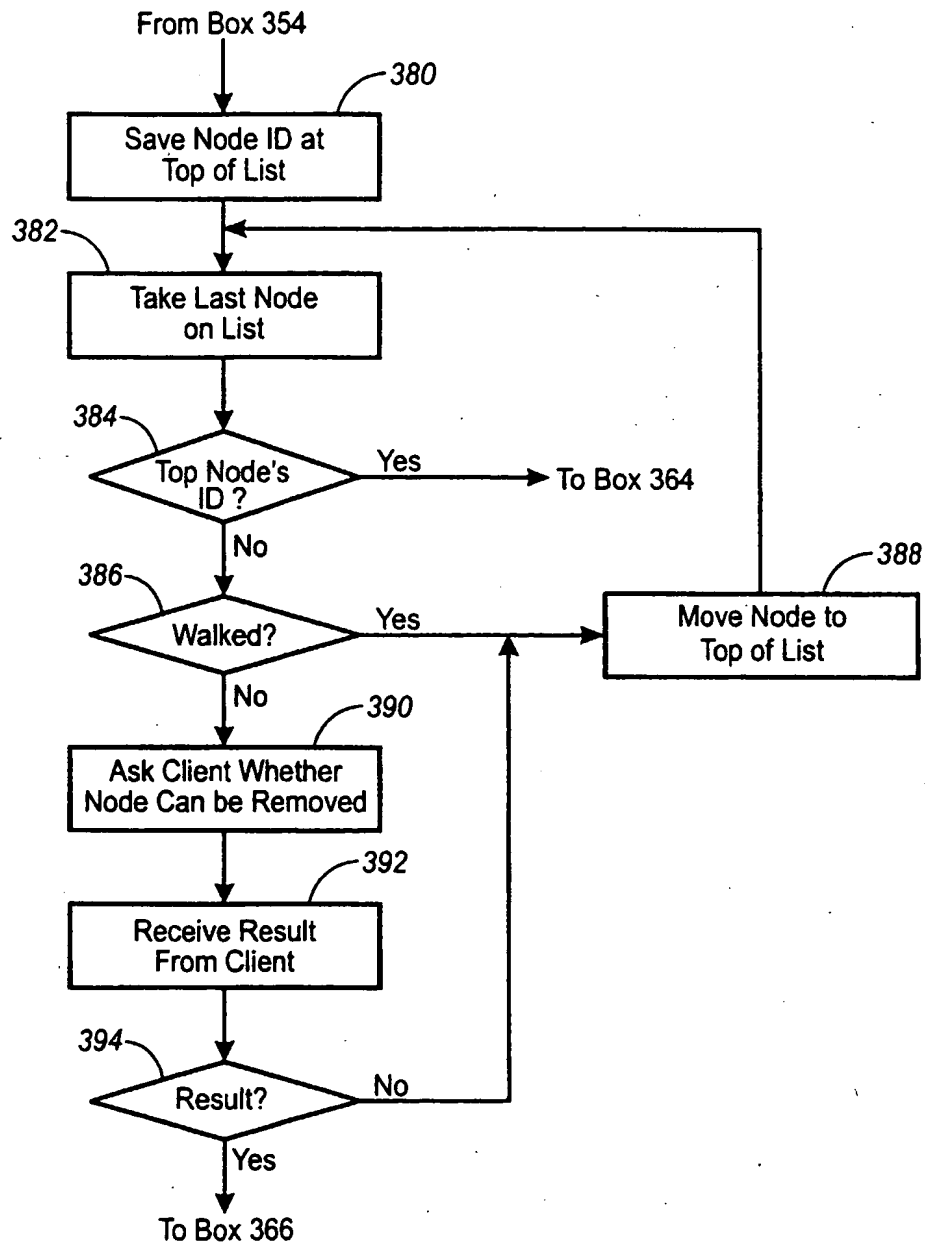 From Box 354
380
Save Node ID at
Top of List
382
Take Last Node
on List
384
Top Node's
ID ?
Yes
To Box 364
No
386
Walked?
Yes
388
Move Node to
Top of List
No
390
Ask Client Whether
Node Can be Removed
392
Receive Result
From Client
394
Result?
No
Yes
To Box 366